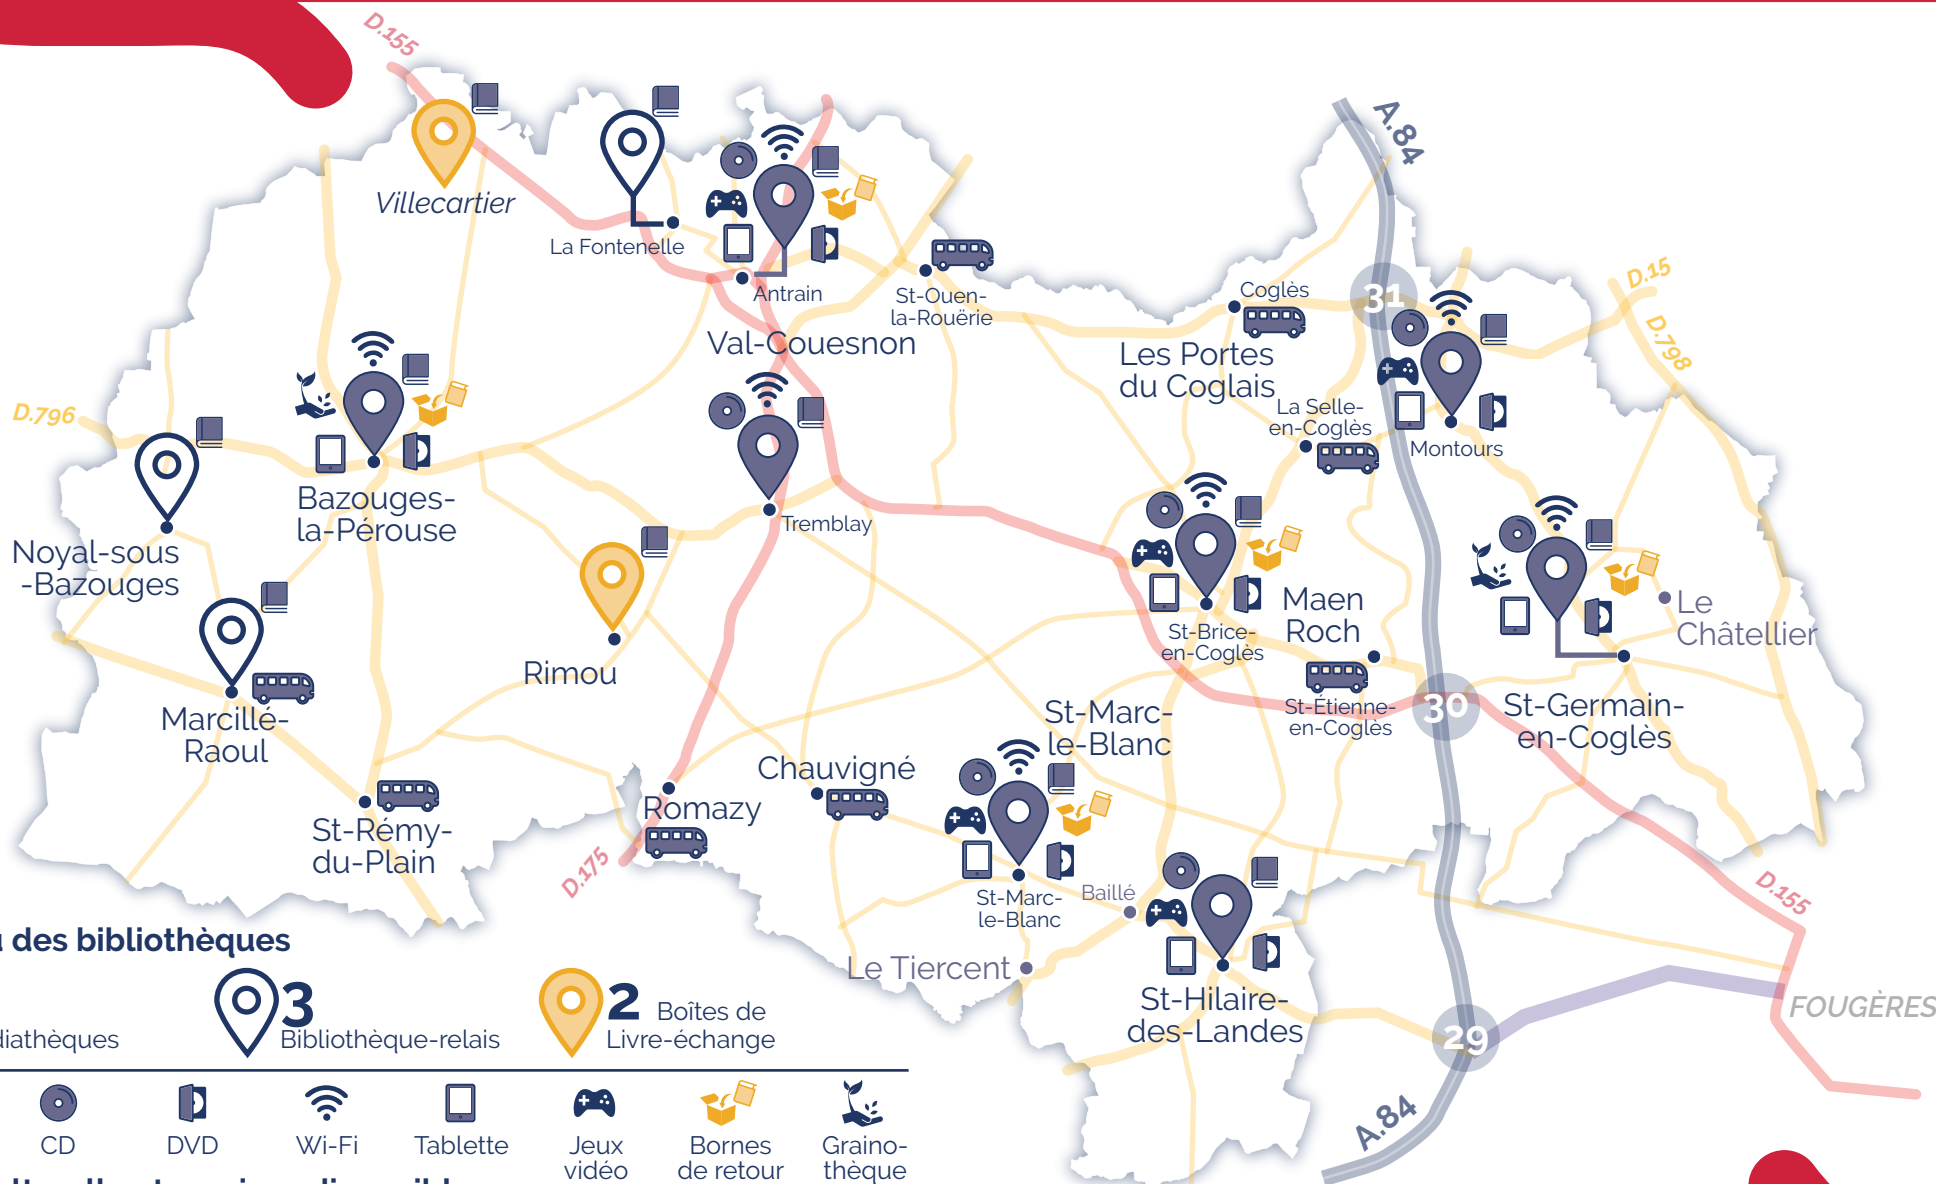 D.155
A.84
Villecartier
La Fontenelle
Antrain
St-Ouen-
la-Rouërie
Coglès
31
D.15
D.798
Val-Couesnon
Les Portes
du Coglais
La Selle-
en-Coglès
Montours
D.796
Bazouges-
la-Pérouse
Tremblay
Noyal-sous
-Bazouges
Maen
Roch
Le
Châtellier
St-Brice-
en-Coglès
Rimou
Marcillé-
Raoul
St-Marc-
le-Blanc
St-Étienne-
en-Coglès
30
St-Germain-
en-Coglès
Chauvigné
Romazy
St-Rémy-
du-Plain
D.175
D.155
St-Marc-
le-Blanc
Baillé
Le Tiercent
St-Hilaire-
des-Landes
29
FOUGÈRES
A.84
des bibliothèques
3
Bibliothèque-relais
2 Boîtes de
Livre-échange
diathèques
CD
DVD
Wi-Fi
Tablette
Jeux
vidéo
Bornes
de retour
Graino-
thèque